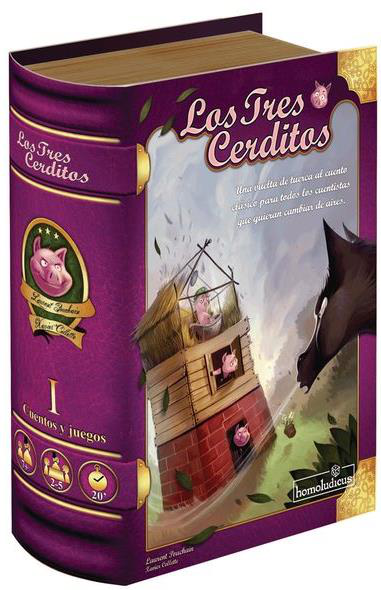 Los Tres
Cerditos
Una vuelta de tuerca al cuento
clásico para todos los cuentistas
que quieran cambiar de aires.
homoludicus
Laurent Pouchain
Xavier Collette
Los Tres
Cerditos
Laurent Pouchain
Xavier Collette
I
Cuentos y juegos
7+
2-5
20'